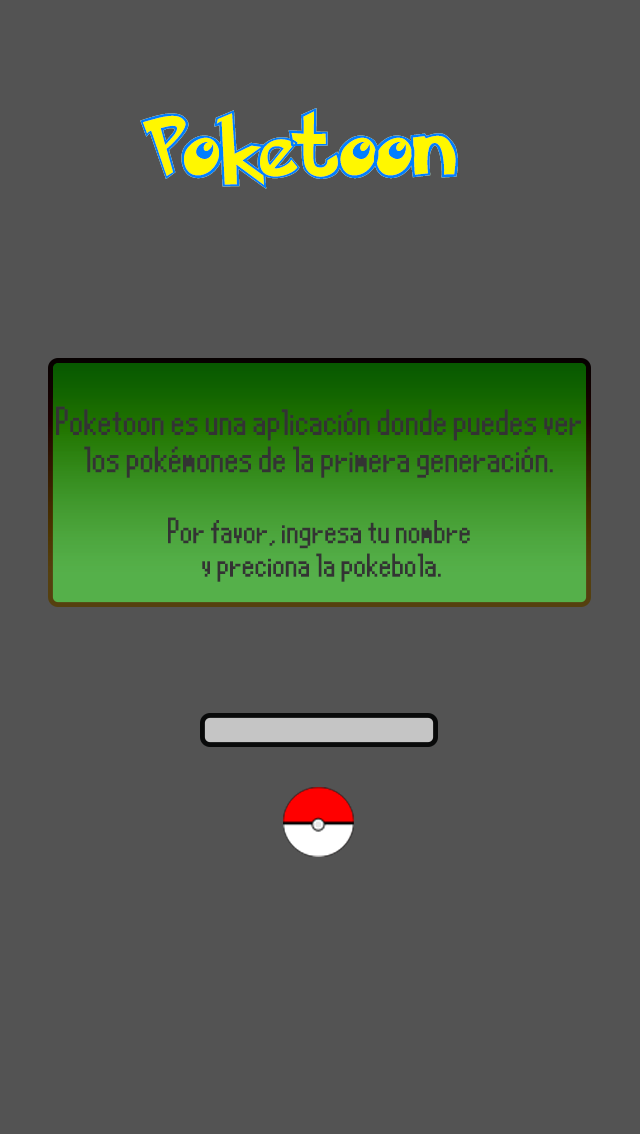 Poketoon
Poketoon es una aplicación donde puedes ver
los pokémones de la primera generación.
Por favor, ingresa tu nombre
y preciona la pokebola.